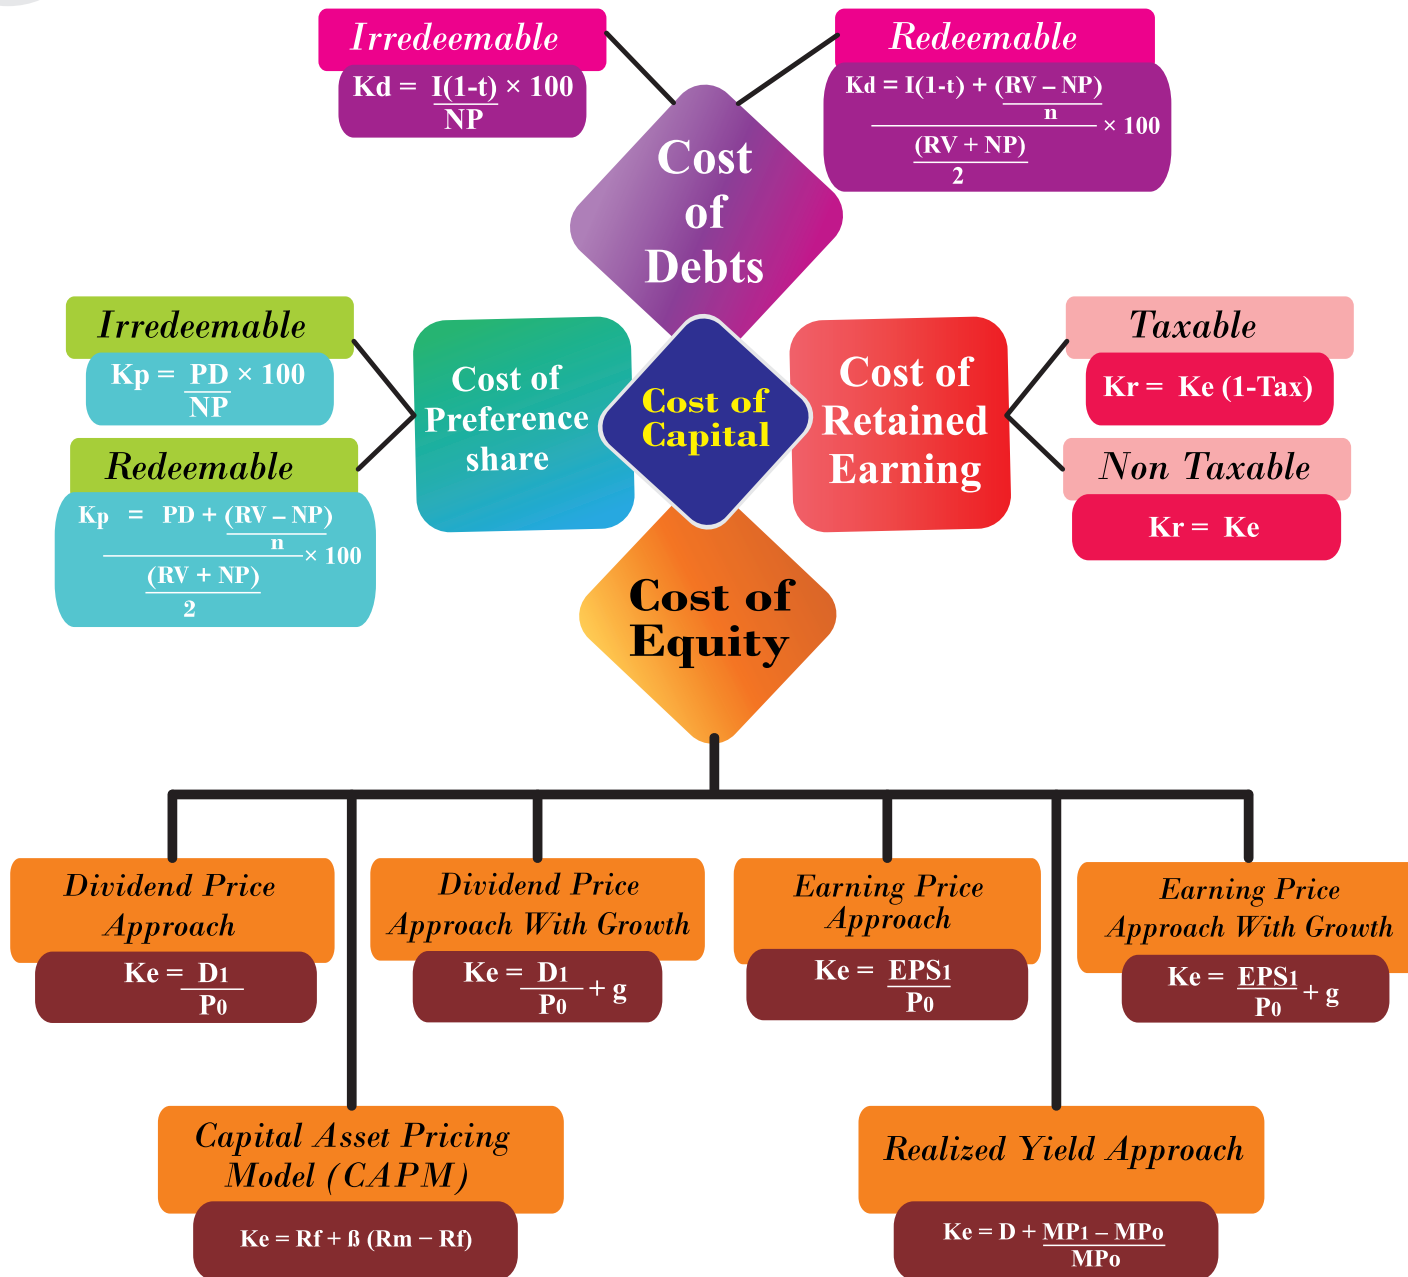 Irredeemable
Kd = I(1-t) × 100
NP
Redeemable
Kd = I(1-t) + (RV – NP)
n
× 100
(RV + NP)
2
Cost
of
Debts
Irredeemable
Kp = PD × 100
NP
Redeemable
Kp = PD + (RV – NP)
n
× 100
(RV + NP)
2
Cost of
Preference
share
Cost of
Capital
Cost of
Retained
Earning
Taxable
Kr = Ke (1-Tax)
Non Taxable
Kr = Ke
Cost of
Equity
Dividend Price
Approach
Ke = D1
P0
Dividend Price
Approach With Growth
Ke = D1
P0 + g
Earning Price
Approach
Ke = EPS1
P0
Earning Price
Approach With Growth
Ke = EPS1
P0 + g
Capital Asset Pricing
Model (CAPM)
Ke = Rf + ß (Rm – Rf)
Realized Yield Approach
Ke = D + MP1 – MPo
MPo